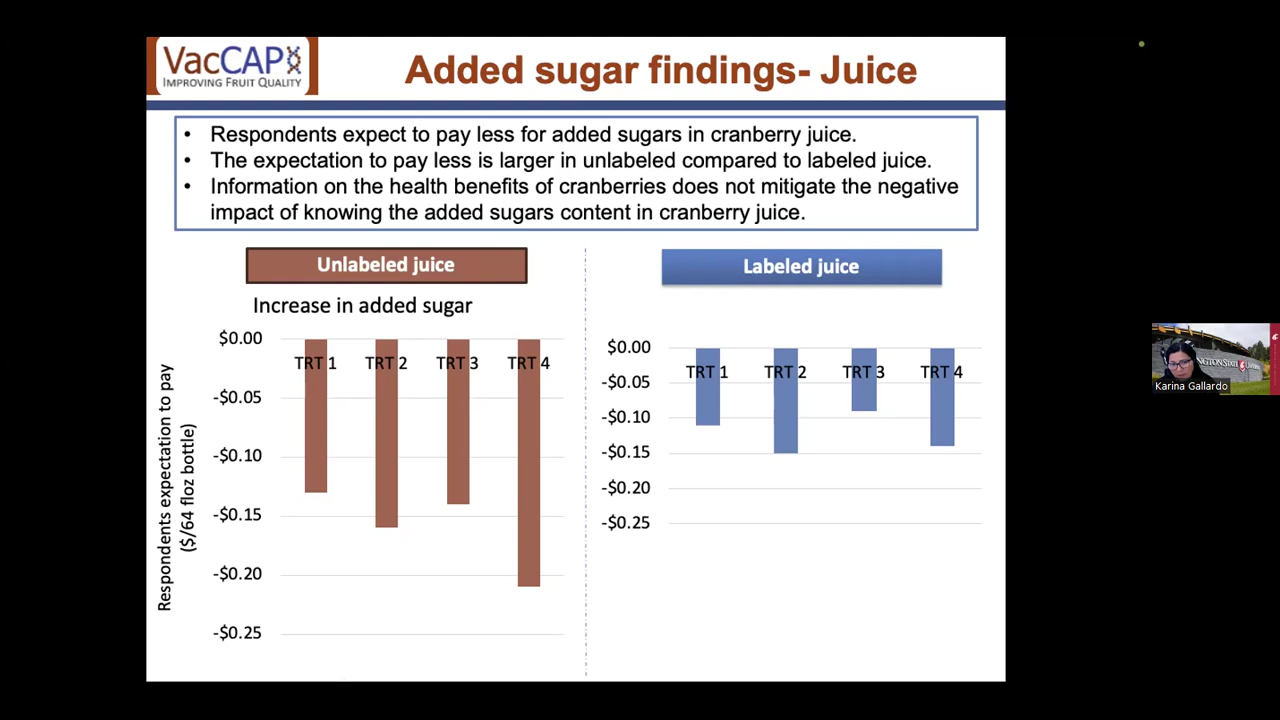 VacCAP
IMPROVING FRUIT QUALITY
Added sugar findings- Juice
• Respondents expect to pay less for added sugars in cranberry juice.
• The expectation to pay less is larger in unlabeled compared to labeled juice.
• Information on the health benefits of cranberries does not mitigate the negative
impact of knowing the added sugars content in cranberry juice.
Unlabeled juice
Increase in added sugar
Respondents expectation to pay
($/64 floz bottle)
$0.00
-$0.05
-$0.10
-$0.15
-$0.20
-$0.25
TRT 1 TRT 2 TRT 3 TRT 4
Labeled juice
$0.00
-$0.05
-$0.10
-$0.15
-$0.20
-$0.25
TRT 1 TRT 2 TRT 3 TRT 4
Karina Gallardo